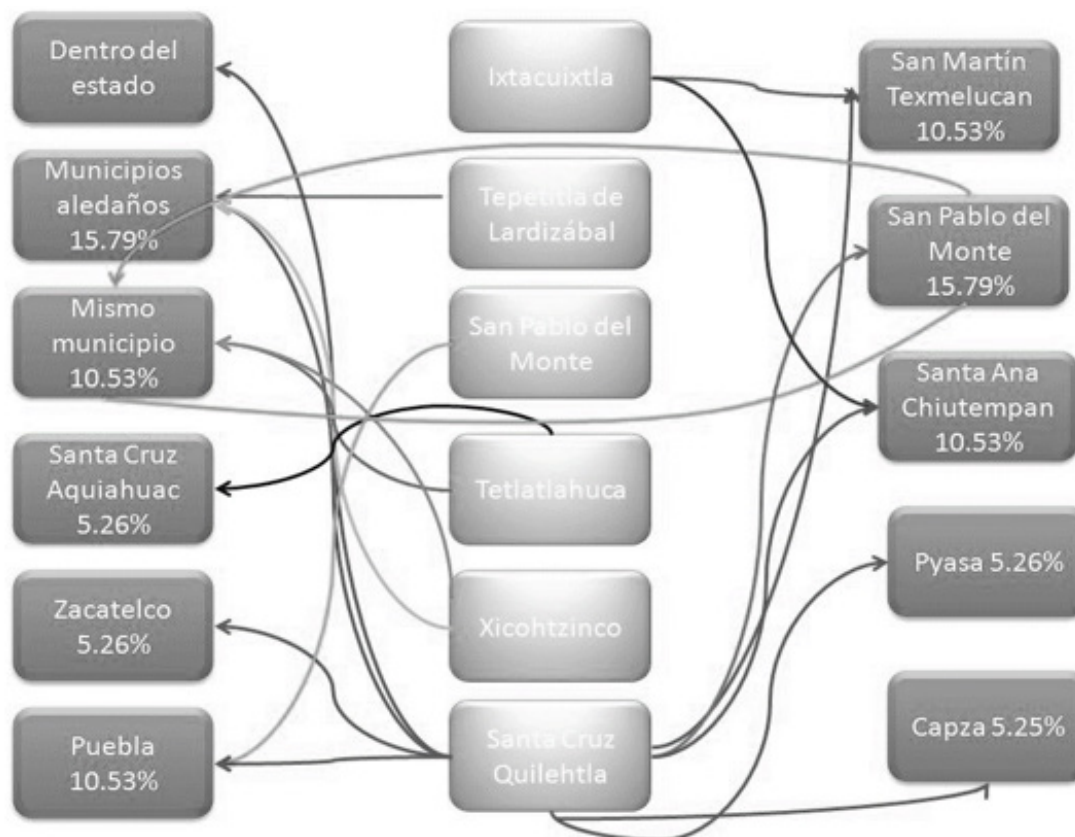 Dentro del
estado
Municipios
aledaños
15.79%
Mismo
municipio
10.53%
Santa Cruz
Aquiahuac
5.26%
Zacatelco
5.26%
Puebla
10.53%
Ixtacuixtla
Tepetitla de
Lardizábal
San Pablo del
Monte
Tetlatlahuca
Xicohtzinco
Santa Cruz
Quilehtla
San Martín
Texmelucan
10.53%
San Pablo del
Monte
15.79%
Santa Ana
Chiutempan
10.53%
Pyasa 5.26%
Capza 5.25%